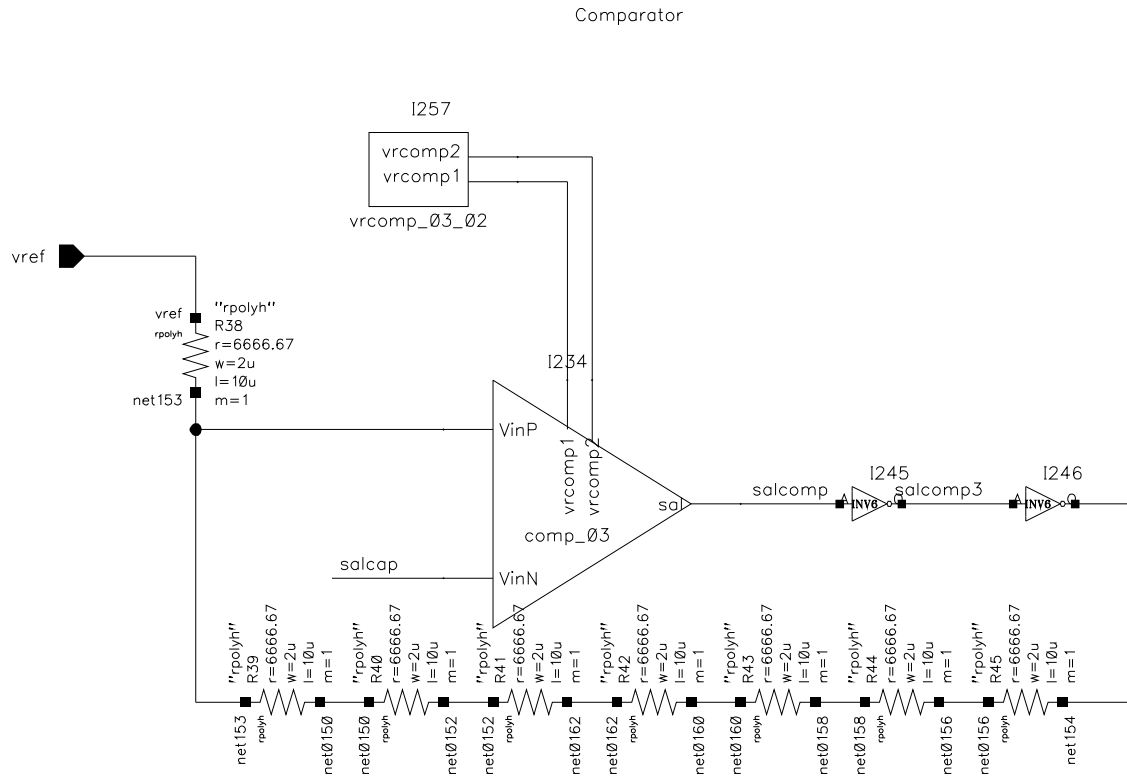 Comparator
I257
vrcomp2
vrcomp1
vrcomp_03_02
vref
vref
rpolyh
"rpolyh"
R38
r=6666.67
w=2u
l=10u
m=1
net153
I234
VinP
vrcomp1
vrcomp2
sal
comp_03
salcap
VinN
salcomp
I245
A
INV6
Q
salcomp3
I246
A
INV6
Q
"rpolyh"
R39
r=6666.67
w=2u
l=10u
m=1
net153
rpolyh
net0150
"rpolyh"
R40
r=6666.67
w=2u
l=10u
m=1
net0150
rpolyh
net0152
"rpolyh"
R41
r=6666.67
w=2u
l=10u
m=1
net0152
rpolyh
net0162
"rpolyh"
R42
r=6666.67
w=2u
l=10u
m=1
net0162
rpolyh
net0160
"rpolyh"
R43
r=6666.67
w=2u
l=10u
m=1
net0160
rpolyh
net0158
"rpolyh"
R44
r=6666.67
w=2u
l=10u
m=1
net0158
rpolyh
net0156
"rpolyh"
R45
r=6666.67
w=2u
l=10u
m=1
net0156
rpolyh
net154